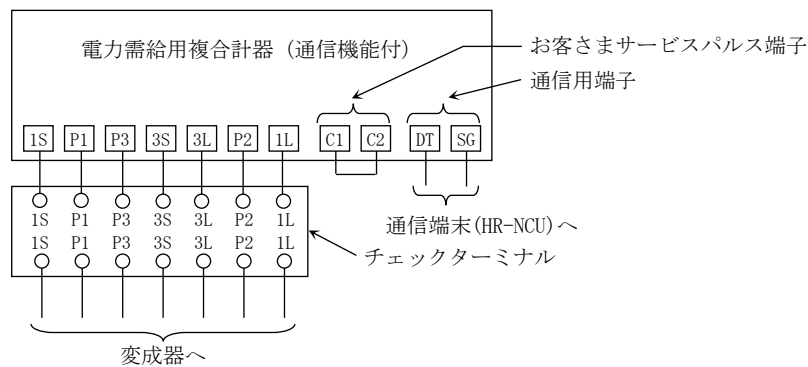 電力需給用複合計器（通信機能付）
お客さまサービスパルス端子
通信用端子
1S P1 P3 3S 3L P2 1L C1 C2 DT SG
1S P1 P3 3S 3L P2 1L
1S P1 P3 3S 3L P2 1L
通信端末(HR-NCU)へ
チェックターミナル
変成器へ